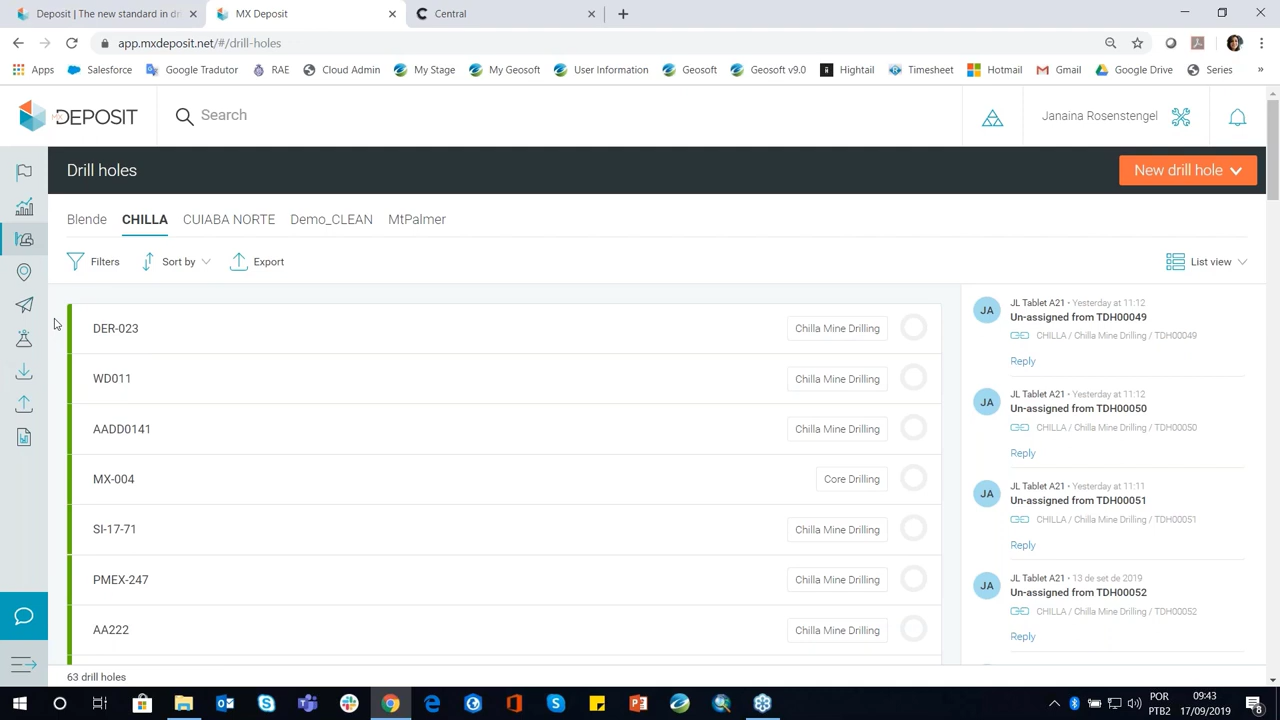 Deposit | The new standard in dr
MX Deposit
Central
app.mxdeposit.net/#/drill-holes
Apps
Salesforce
Google Tradutor
RAE
Cloud Admin
My Stage
My Geosoft
User Information
Geosoft
Geosoft v9.0
Hightail
Timesheet
Hotmail
Gmail
Google Drive
Series
»
DEPOSIT
Search
Janaina Rosenstengel
Drill holes
New drill hole
Blende
CHILLA
CUIABA NORTE
Demo_CLEAN
MtPalmer
Filters
Sort by
Export
List view
DER-023
Chilla Mine Drilling
WD011
Chilla Mine Drilling
AADD0141
Chilla Mine Drilling
MX-004
Core Drilling
SI-17-71
Chilla Mine Drilling
PMEX-247
Chilla Mine Drilling
AA222
Chilla Mine Drilling
JA
JL Tablet A21 • Yesterday at 11:12
Un-assigned from TDH00049
CHILLA / Chilla Mine Drilling / TDH00049
Reply
JA
JL Tablet A21 • Yesterday at 11:12
Un-assigned from TDH00050
CHILLA / Chilla Mine Drilling / TDH00050
Reply
JA
JL Tablet A21 • Yesterday at 11:11
Un-assigned from TDH00051
CHILLA / Chilla Mine Drilling / TDH00051
Reply
JA
JL Tablet A21 • 13 de set de 2019
Un-assigned from TDH00052
CHILLA / Chilla Mine Drilling / TDH00052
Reply
63 drill holes
POR
PTB2
09:43
17/09/2019
8